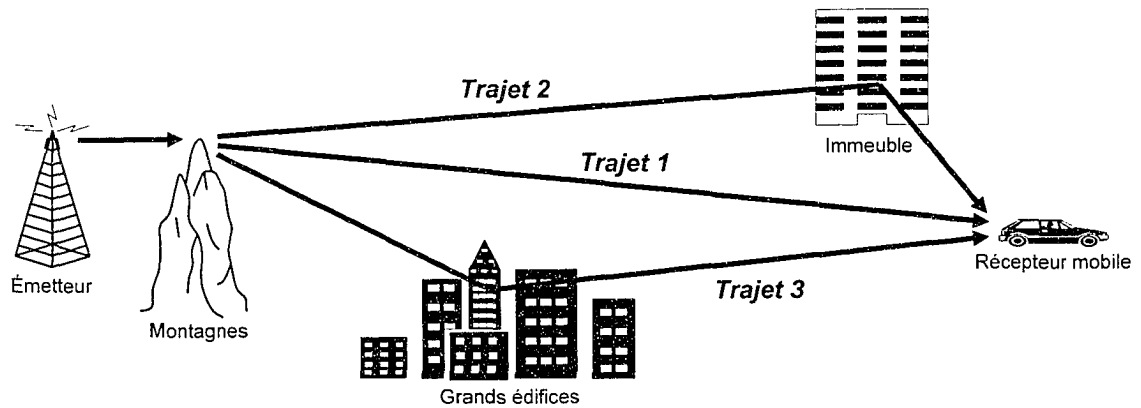 Trajet 2
Immeuble
Trajet 1
Émetteur
Récepteur mobile
Trajet 3
Montagnes
Grands édifices